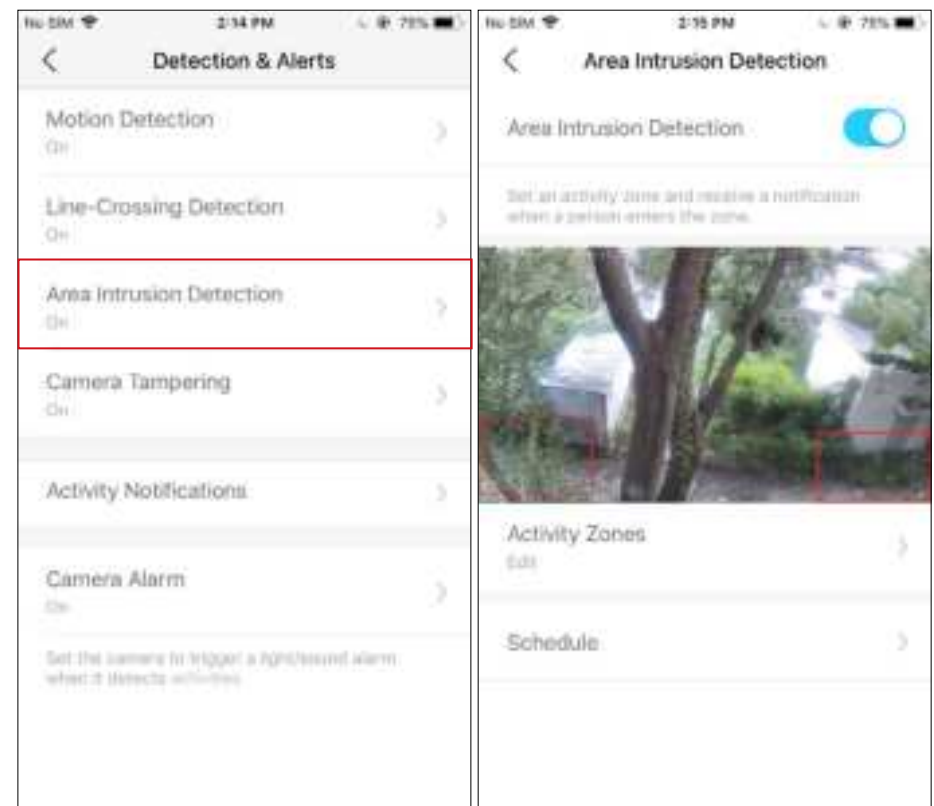 No SIM 2:14 PM 78%
Detection & Alerts
Motion Detection
On
Line-Crossing Detection
On
Area Intrusion Detection
On
Camera Tampering
On
Activity Notifications
Camera Alarm
On
Set the camera to trigger a light/sound alarm
when it detects activities.
No SIM 2:15 PM 78%
Area Intrusion Detection
Area Intrusion Detection
Set an activity zone and receive a notification
when a person enters the zone.
Activity Zones
Edit
Schedule